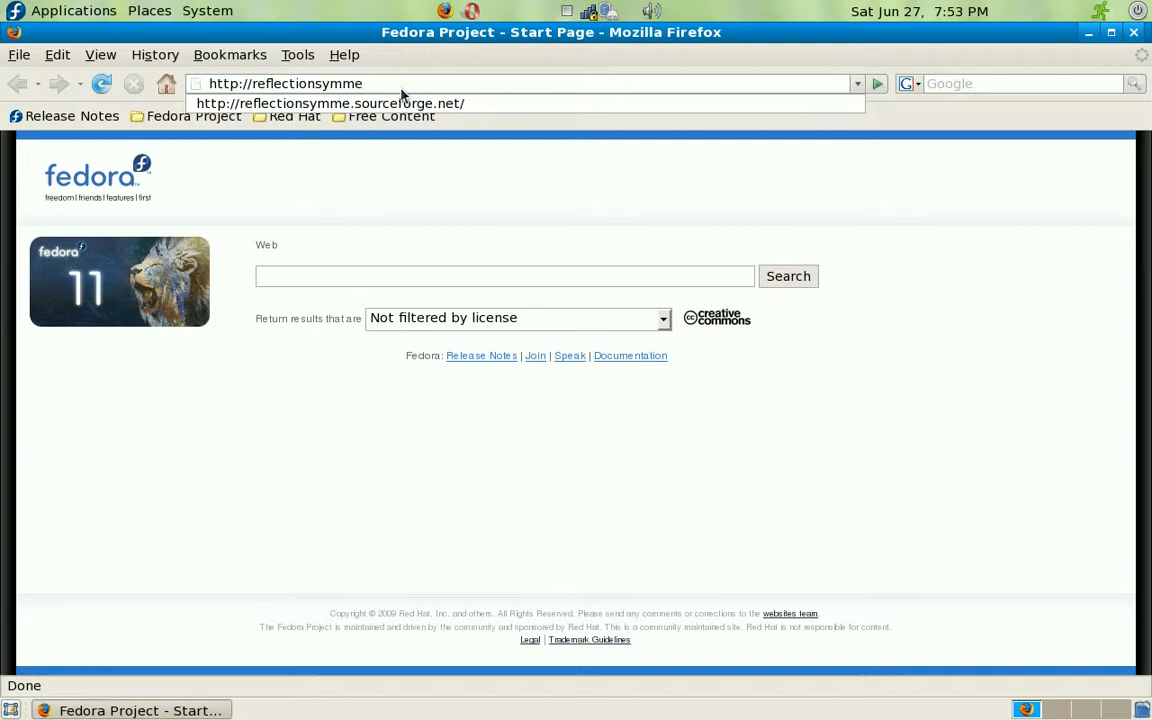 Applications Places System Sat Jun 27, 7:53 PM
Fedora Project - Start Page - Mozilla Firefox
File Edit View History Bookmarks Tools Help
http://reflectionsymme Google
http://reflectionsymme.sourceforge.net/
Release Notes Fedora Project Red Hat Free Content
fedora
freedom | friends | features | first
fedora
11
Web
Search
Return results that are Not filtered by license creative commons
Fedora: Release Notes | Join | Speak | Documentation
Copyright © 2009 Red Hat, Inc. and others. All Rights Reserved. Please send any comments or corrections to the websites team.
The Fedora Project is maintained and driven by the community and sponsored by Red Hat. This is a community maintained site. Red Hat is not responsible for content.
Legal | Trademark Guidelines
Done
Fedora Project - Start...